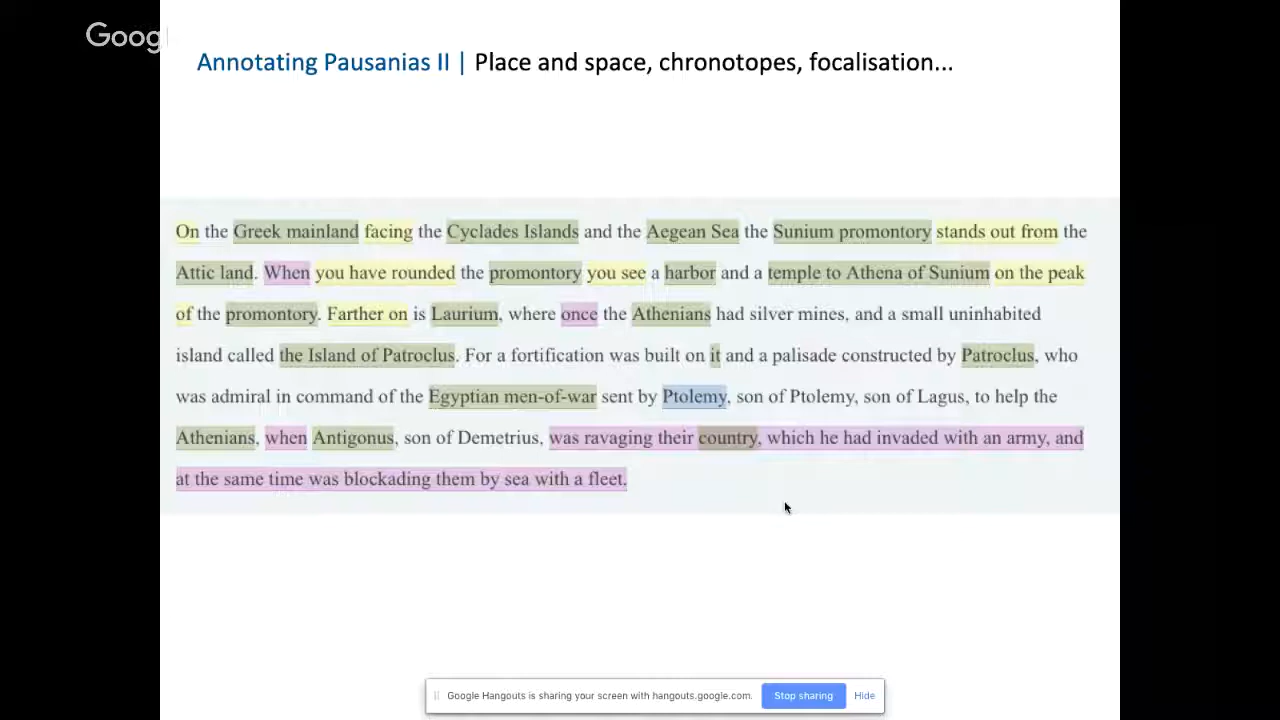 Googl
Annotating Pausanias II | Place and space, chronotopes, focalisation...
On the Greek mainland facing the Cyclades Islands and the Aegean Sea the Sunium promontory stands out from the
Attic land. When you have rounded the promontory you see a harbor and a temple to Athena of Sunium on the peak
of the promontory. Farther on is Laurium, where once the Athenians had silver mines, and a small uninhabited
island called the Island of Patroclus. For a fortification was built on it and a palisade constructed by Patroclus, who
was admiral in command of the Egyptian men-of-war sent by Ptolemy, son of Ptolemy, son of Lagus, to help the
Athenians, when Antigonus, son of Demetrius, was ravaging their country, which he had invaded with an army, and
at the same time was blockading them by sea with a fleet.
Google Hangouts is sharing your screen with hangouts.google.com. Stop sharing Hide